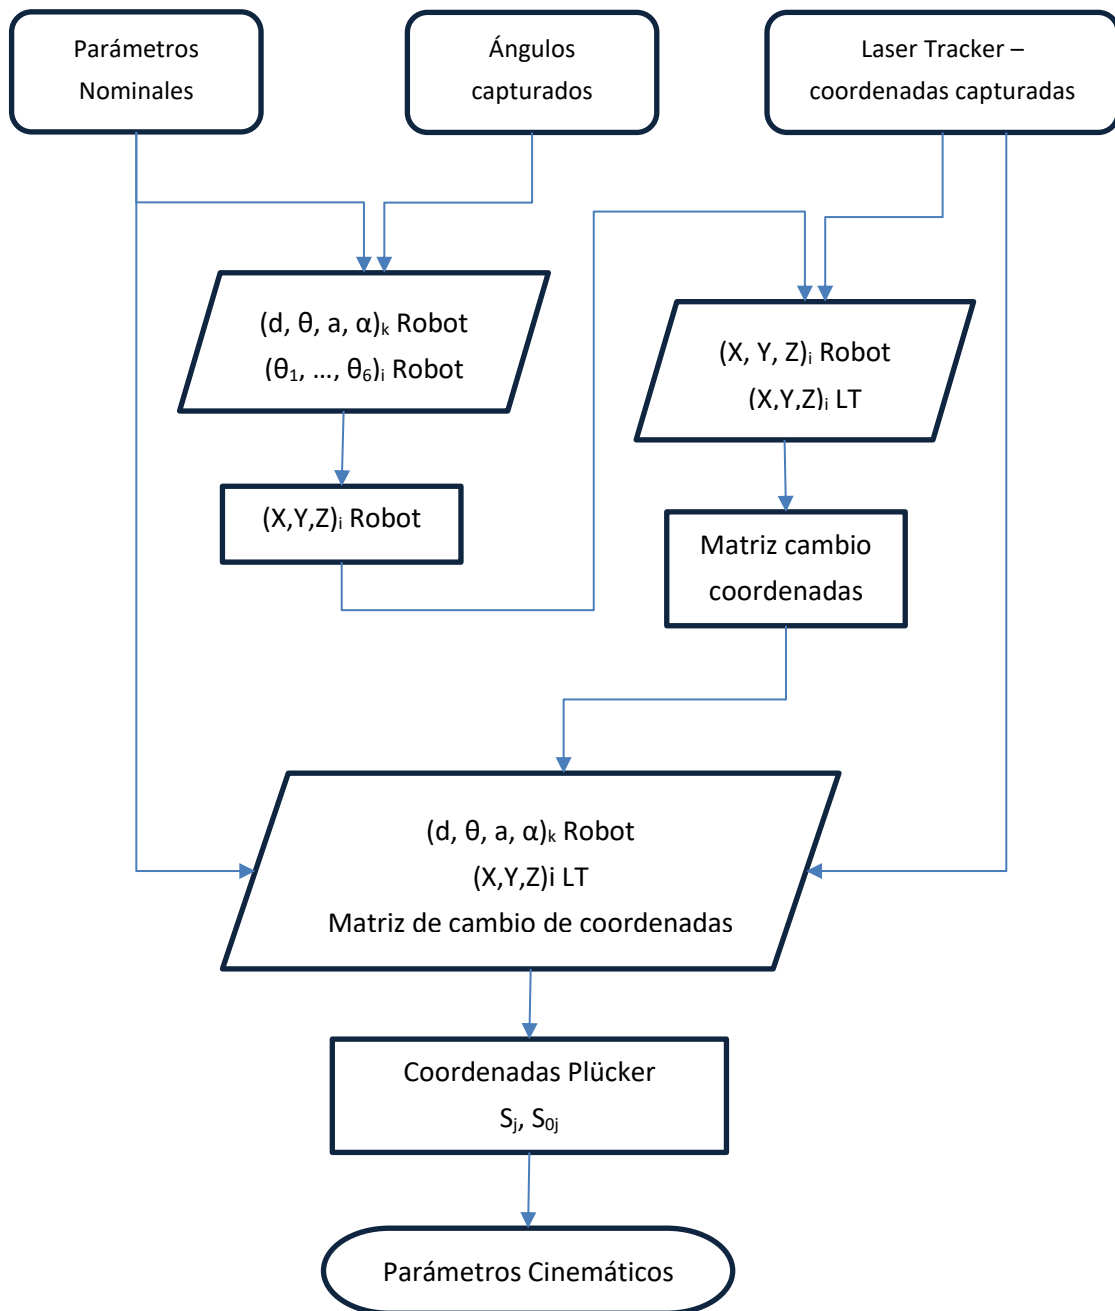 Parámetros
Nominales
Ángulos
capturados
Laser Tracker –
coordenadas capturadas
(d, θ, a, α)ₖ Robot
(θ₁, …, θ₆)ᵢ Robot
(X, Y, Z)ᵢ Robot
(X,Y,Z)ᵢ LT
(X,Y,Z)ᵢ Robot
Matriz cambio
coordenadas
(d, θ, a, α)ₖ Robot
(X,Y,Z)i LT
Matriz de cambio de coordenadas
Coordenadas Plücker
Sⱼ, S₀ⱼ
Parámetros Cinemáticos